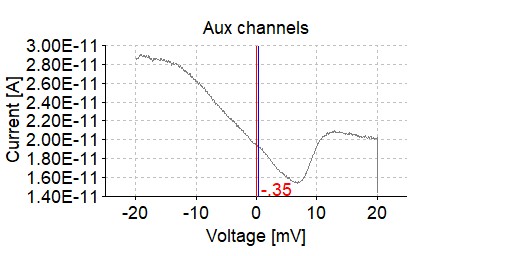 Aux channels
Current [A]
3.00E-11
2.80E-11
2.60E-11
2.40E-11
2.20E-11
2.00E-11
1.80E-11
1.60E-11
1.40E-11
-.35
-20 -10 0 10 20
Voltage [mV]